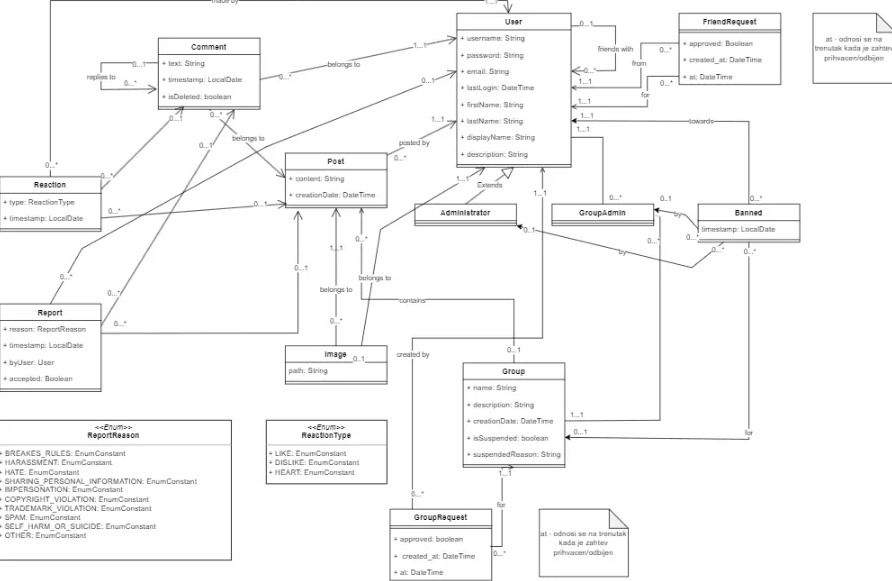 made by
1...1
User
+ username: String
+ password: String
+ email: String
+ lastLogin: DateTime
+ firstName: String
+ lastName: String
+ displayName: String
+ description: String
0...1
friends with
0...*
FriendRequest
+ approved: Boolean
+ created_at: DateTime
+ at: DateTime
0...*
from
1...1
0...*
for
1...1
at - odnosi se na
trenutak kada je zahtev
prihvacen/odbijen
Comment
+ text: String
+ timestamp: LocalDate
+ isDeleted: boolean
0...1
replies to
0...*
1...1
belongs to
0...*
0...1
0...1
0...*
belongs to
0...1
1...1
posted by
0...*
1...1
towards
1...1
Post
+ content: String
+ creationDate: DateTime
0...*
Reaction
+ type: ReactionType
+ timestamp: LocalDate
0...*
0...*
0...1
1...1
Extends
1...1
0...*
0...1
0...*
Administrator
GroupAdmin
Banned
timestamp: LocalDate
by
0...*
0...1
by
0...*
0...*
0...*
1...1
0...*
belongs to
belongs to
0...1
0...*
0...*
contains
Report
+ reason: ReportReason
+ timestamp: LocalDate
+ byUser: User
+ accepted: Boolean
0...*
0...*
Image
path: String
0...1
created by
0...1
Group
+ name: String
+ description: String
+ creationDate: DateTime
+ isSuspended: boolean
+ suspendedReason: String
1...1
0...1
for
1...1
<<Enum>>
ReportReason
+ BREAKES_RULES: EnumConstant
+ HARASSMENT: EnumConstant
+ HATE: EnumConstant
+ SHARING_PERSONAL_INFORMATION: EnumConstant
+ IMPERSONATION: EnumConstant
+ COPYRIGHT_VIOLATION: EnumConstant
+ TRADEMARK_VIOLATION: EnumConstant
+ SPAM: EnumConstant
+ SELF_HARM_OR_SUICIDE: EnumConstant
+ OTHER: EnumConstant
<<Enum>>
ReactionType
+ LIKE: EnumConstant
+ DISLIKE: EnumConstant
+ HEART: EnumConstant
0...*
for
GroupRequest
+ approved: boolean
+ created_at: DateTime
+ at: DateTime
0...*
at - odnosi se na trenutak
kada je zahtev
prihvacen/odbijen